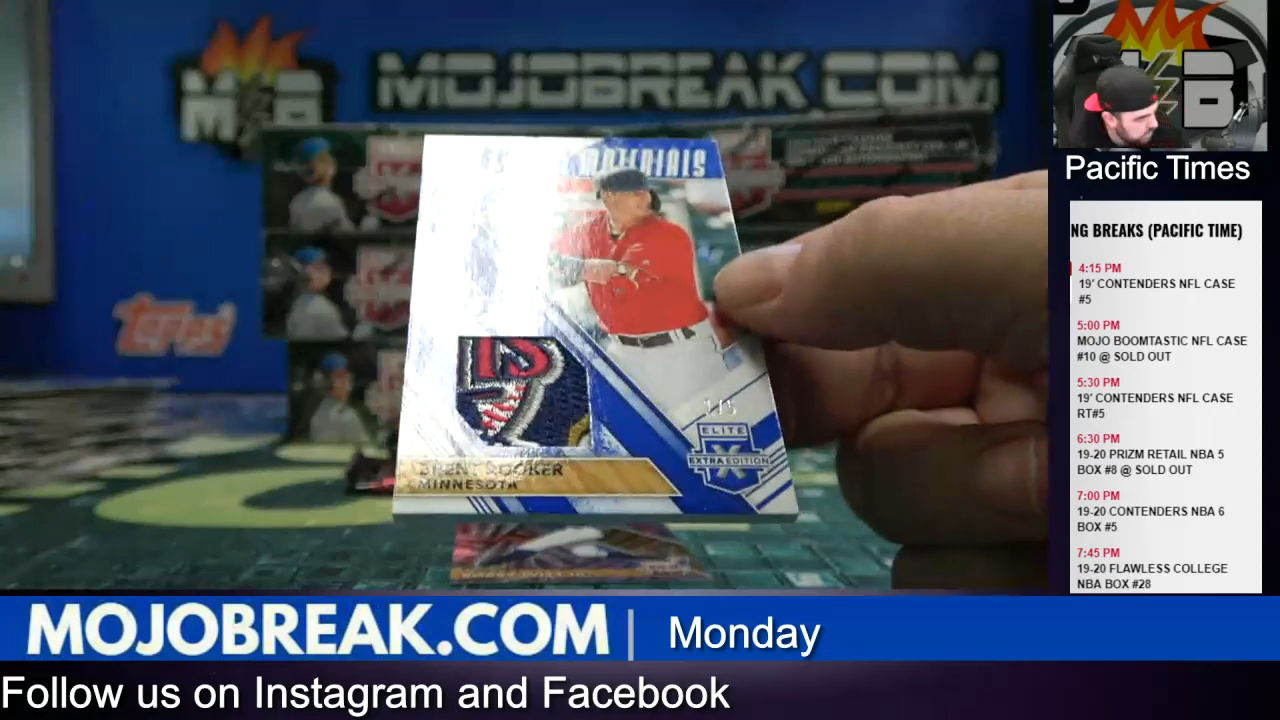 MOJOBREAK.COM
M B
B
Topps
MATERIALS
ELITE
X
EXTRA EDITION
BRENT ROOKER
MINNESOTA
Pacific Times
NG BREAKS (PACIFIC TIME)
4:15 PM
19' CONTENDERS NFL CASE
#5
5:00 PM
MOJO BOOMTASTIC NFL CASE
#10 @ SOLD OUT
5:30 PM
19' CONTENDERS NFL CASE
RT#5
6:30 PM
19-20 PRIZM RETAIL NBA 5
BOX #8 @ SOLD OUT
7:00 PM
19-20 CONTENDERS NBA 6
BOX #5
7:45 PM
19-20 FLAWLESS COLLEGE
NBA BOX #28
MOJOBREAK.COM | Monday
Follow us on Instagram and Facebook